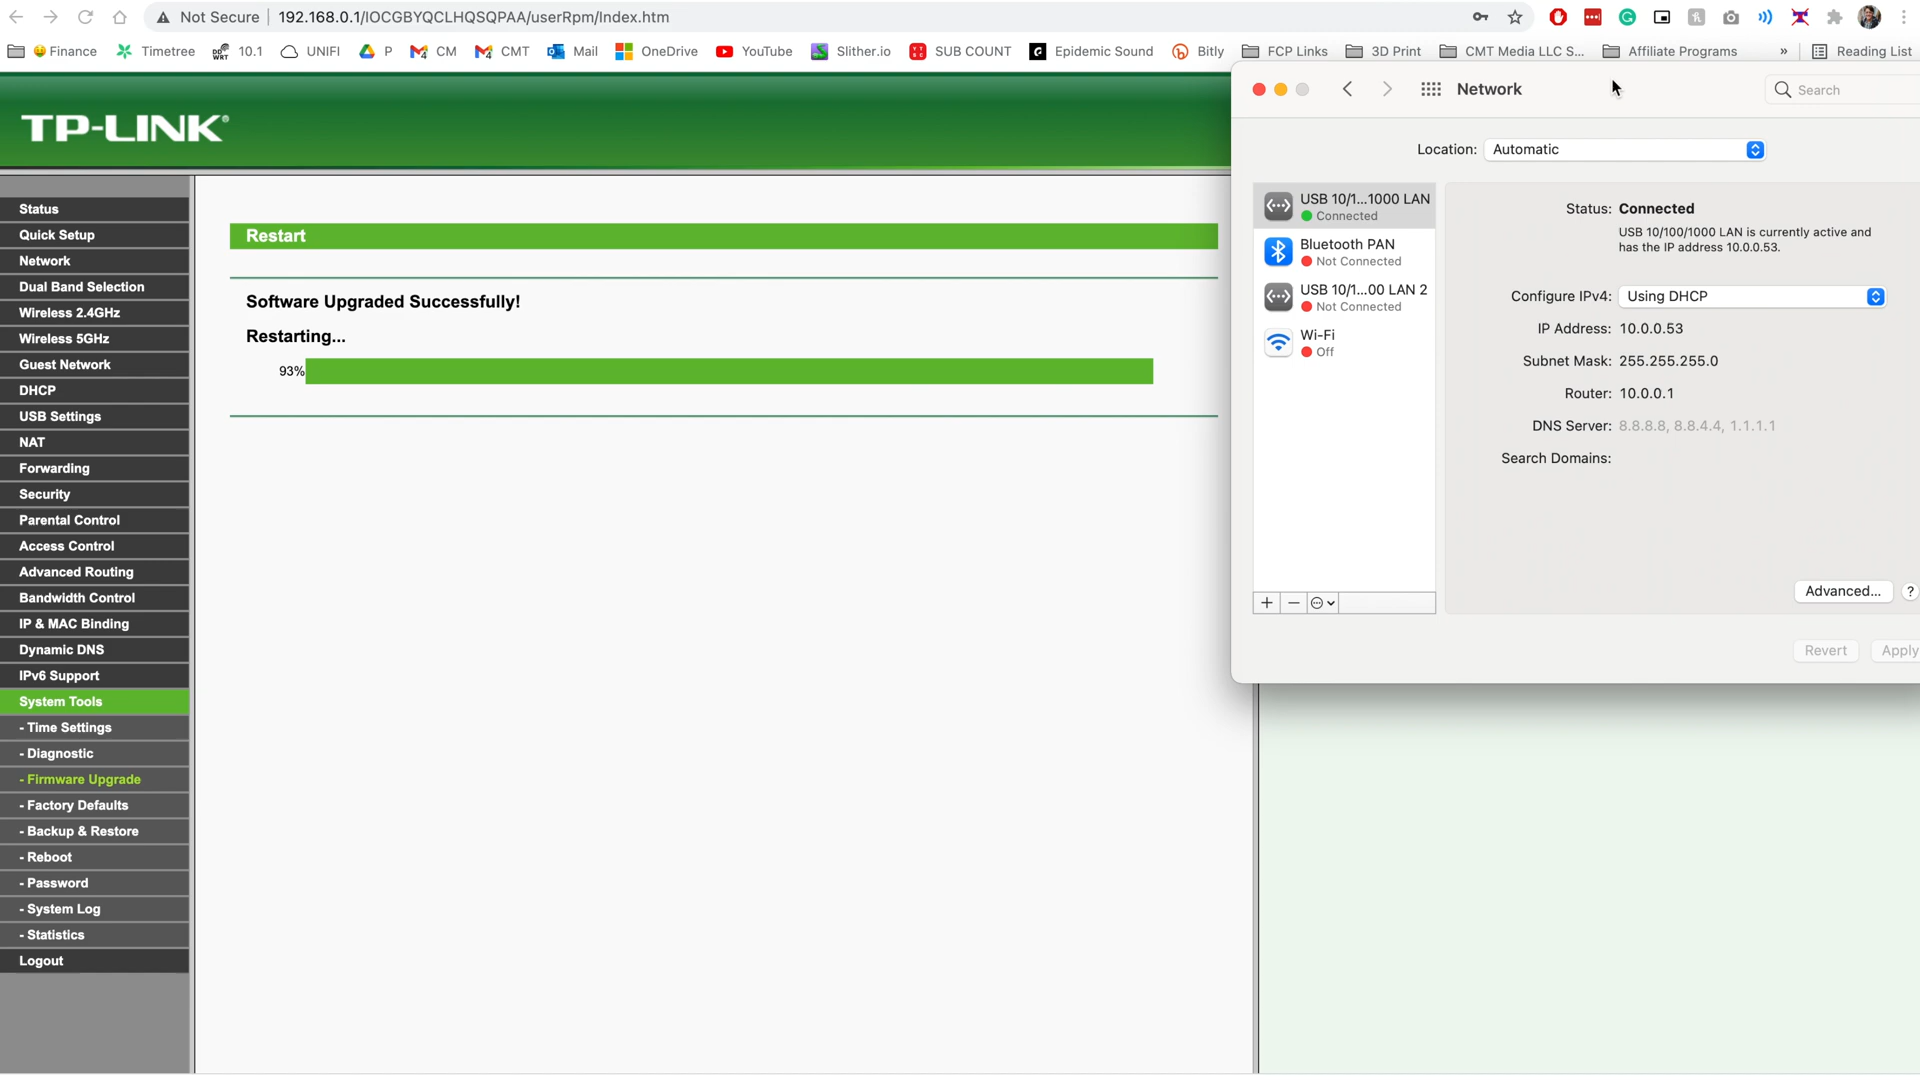 Not Secure | 192.168.0.1/IOCGBYQCLHQSQPAA/userRpm/Index.htm
Finance Timetree 10.1 UNIFI P CM CMT Mail OneDrive YouTube Slither.io SUB COUNT Epidemic Sound Bitly FCP Links 3D Print CMT Media LLC S... Affiliate Programs » Reading List
TP-LINK®
Status
Quick Setup
Network
Dual Band Selection
Wireless 2.4GHz
Wireless 5GHz
Guest Network
DHCP
USB Settings
NAT
Forwarding
Security
Parental Control
Access Control
Advanced Routing
Bandwidth Control
IP & MAC Binding
Dynamic DNS
IPv6 Support
System Tools
- Time Settings
- Diagnostic
- Firmware Upgrade
- Factory Defaults
- Backup & Restore
- Reboot
- Password
- System Log
- Statistics
Logout
Restart
Software Upgraded Successfully!
Restarting...
93%
Network
Search
Location: Automatic
USB 10/1...1000 LAN
Connected
Bluetooth PAN
Not Connected
USB 10/1...00 LAN 2
Not Connected
Wi-Fi
Off
Status: Connected
USB 10/100/1000 LAN is currently active and
has the IP address 10.0.0.53.
Configure IPv4: Using DHCP
IP Address: 10.0.0.53
Subnet Mask: 255.255.255.0
Router: 10.0.0.1
DNS Server: 8.8.8.8, 8.8.4.4, 1.1.1.1
Search Domains:
Advanced... ?
Revert Apply